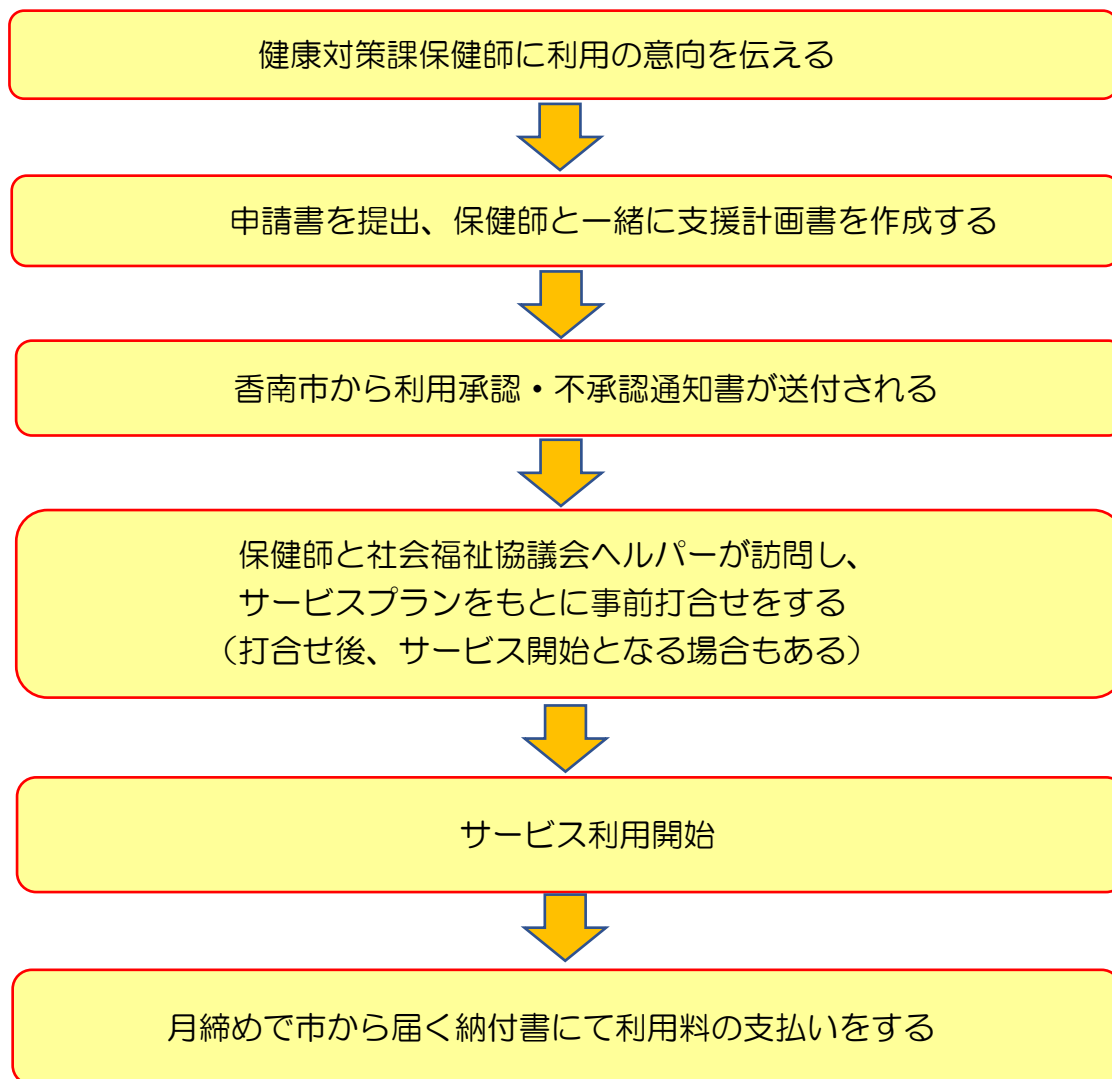 健康対策課保健師に利用の意向を伝える
申請書を提出、保健師と一緒に支援計画書を作成する
香南市から利用承認・不承認通知書が送付される
保健師と社会福祉協議会ヘルパーが訪問し、
サービスプランをもとに事前打合せをする
（打合せ後、サービス開始となる場合もある）
サービス利用開始
月締めで市から届く納付書にて利用料の支払いをする